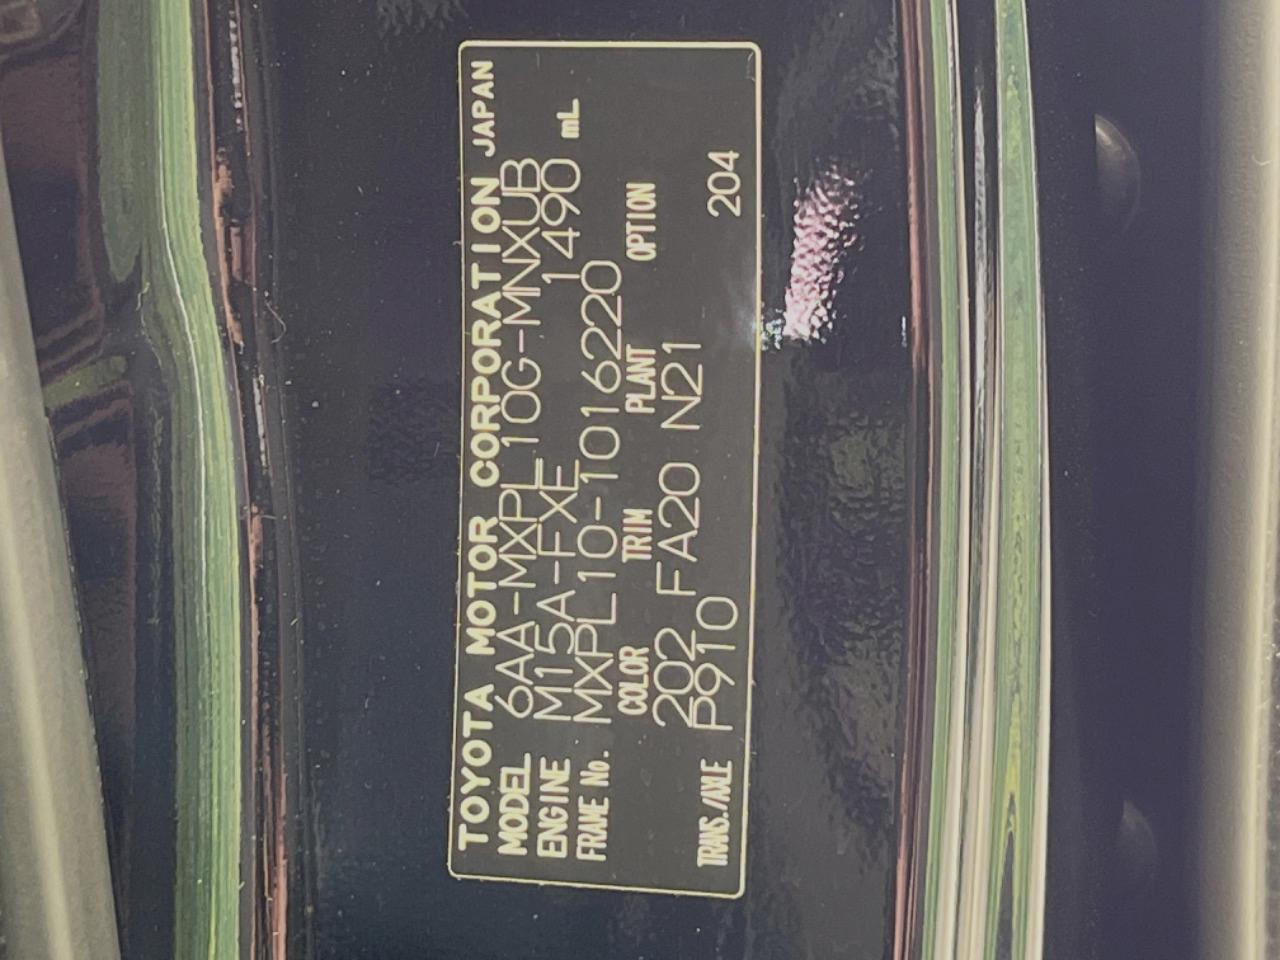 TOYOTA MOTOR CORPORATION JAPAN
MODEL 6AA-MXPL10G-MNXUB
ENGINE M15A-FXE 1490 mL
FRAME No. MXPL10-1016220
COLOR TRIM PLANT OPTION
202 FA20 N21
TRANS./AXLE P910 204